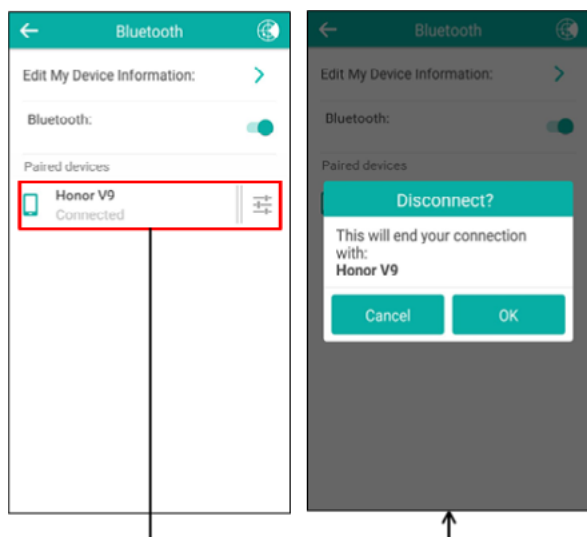 Bluetooth
Edit My Device Information:
Bluetooth:
Paired devices
Honor V9
Connected
Bluetooth
Edit My Device Information:
Bluetooth:
Paired devices
Disconnect?
This will end your connection
with:
Honor V9
Cancel OK